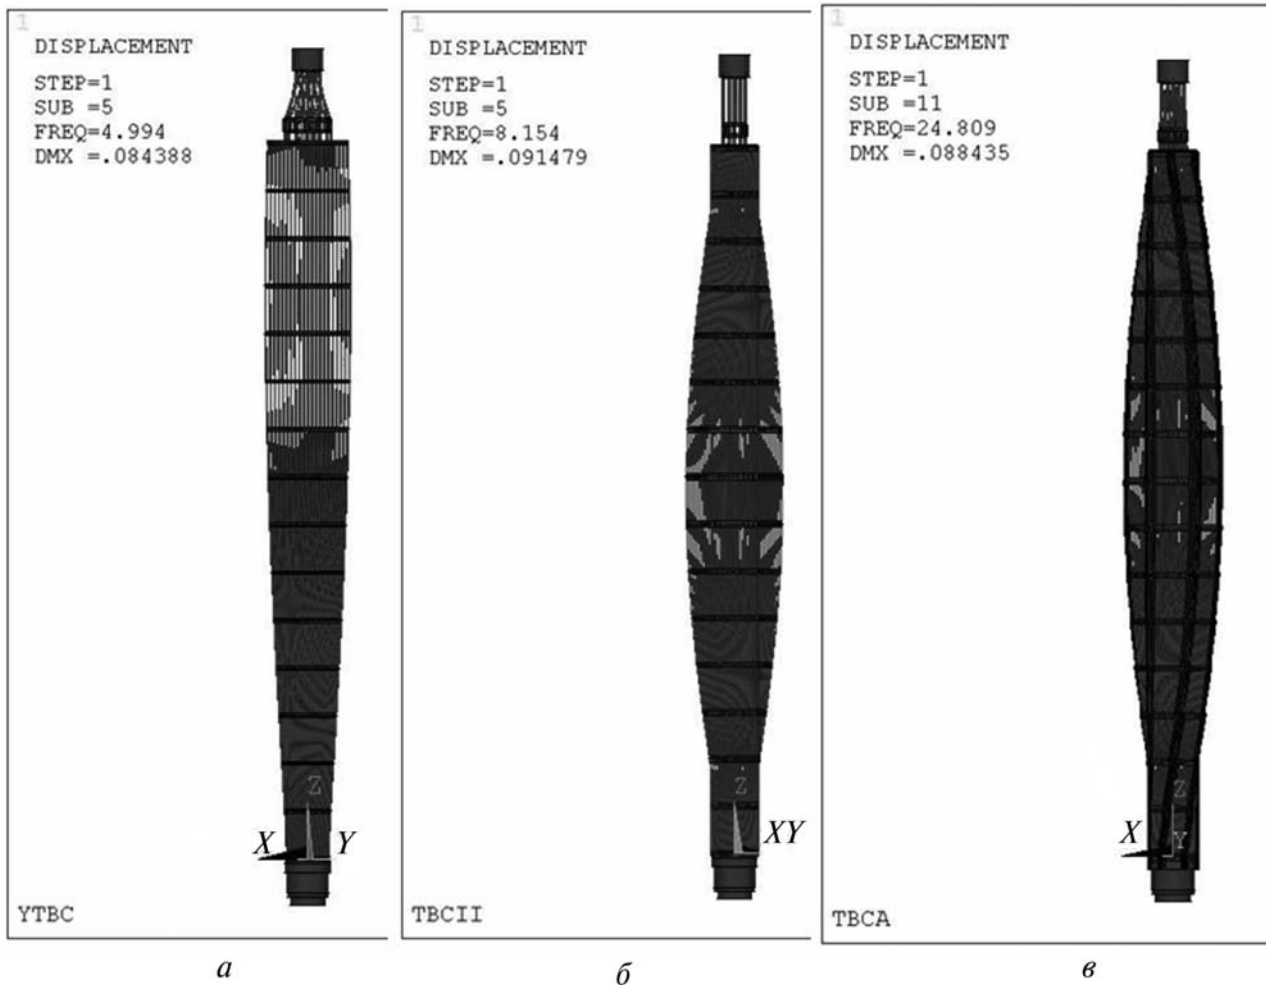 1
DISPLACEMENT
STEP=1
SUB =5
FREQ=4.994
DMX =.084388
Z
X
Y
YTBC
1
DISPLACEMENT
STEP=1
SUB =5
FREQ=8.154
DMX =.091479
Z
XY
TBCII
1
DISPLACEMENT
STEP=1
SUB =11
FREQ=24.809
DMX =.088435
Z
X
Y
TBCA
а
б
в